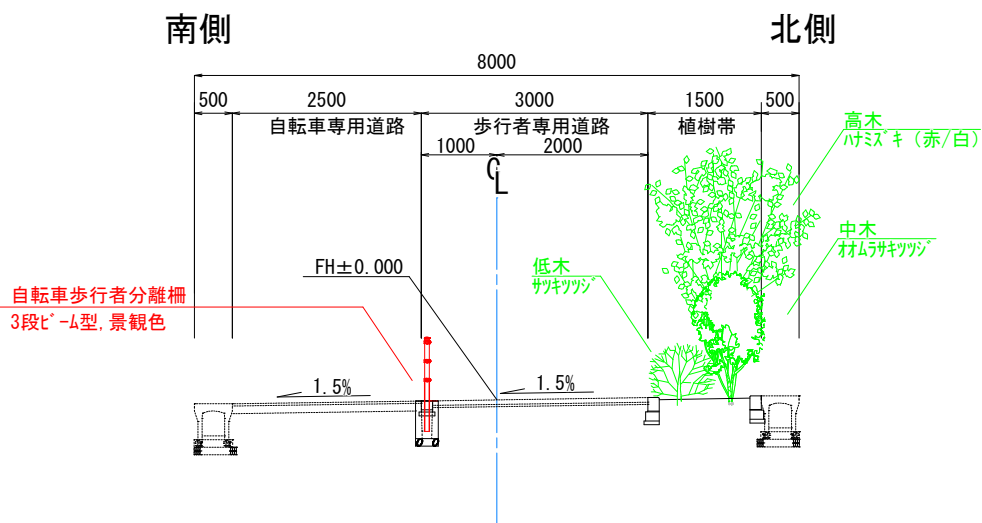 南側
北側
8000
500
2500
3000
1500
500
自転車専用道路
歩行者専用道路
植樹帯
1000
2000
CL
高木
ハナミズキ (赤/白)
中木
オオムラサキツツジ
低木
サツキツツジ
FH±0.000
自転車歩行者分離柵
3段ビーム型,景観色
1.5%
1.5%